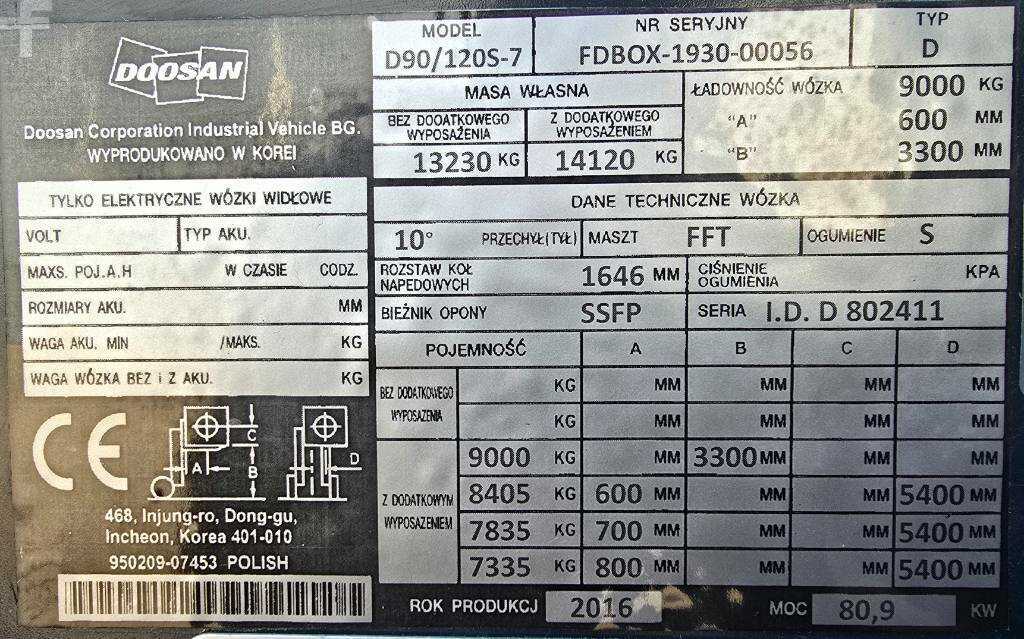 DOOSAN
Doosan Corporation Industrial Vehicle BG.
WYPRODUKOWANO W KOREI
MODEL
D90/120S-7
NR SERYJNY
FDBOX-1930-00056
TYP
D
MASA WŁASNA
BEZ DODATKOWEGO
WYPOSAŻENIA
13230 KG
Z DODATKOWEGO
WYPOSAŻENIEM
14120 KG
ŁADOWNOŚĆ WÓZKA 9000 KG
"A" 600 MM
"B" 3300 MM
TYLKO ELEKTRYCZNE WÓZKI WIDŁOWE
VOLT TYP AKU.
MAXS. POJ.A.H W CZASIE CODZ.
ROZMIARY AKU. MM
WAGA AKU. MIN /MAKS. KG
WAGA WÓZKA BEZ i Z AKU. KG
DANE TECHNICZNE WÓZKA
10° PRZECHYŁ(TYŁ) MASZT FFT OGUMIENIE S
ROZSTAW KÓŁ
NAPEDOWYCH
1646 MM
CIŚNIENIE
OGUMIENIA
KPA
BIEŻNIK OPONY SSFP SERIA I.D. D 802411
POJEMNOŚĆ A B C D
BEZ DODATKOWEGO
WYPOSAŻENIA
KG MM MM MM MM
KG MM MM MM MM
Z DODATKOWYM
WYPOSAŻENIEM
9000 KG MM 3300 MM MM MM
8405 KG 600 MM MM MM 5400 MM
7835 KG 700 MM MM MM 5400 MM
7335 KG 800 MM MM MM 5400 MM
CE
A B C D
468, Injung-ro, Dong-gu,
Incheon, Korea 401-010
950209-07453 POLISH
ROK PRODUKCJ 2016 MOC 80,9 KW